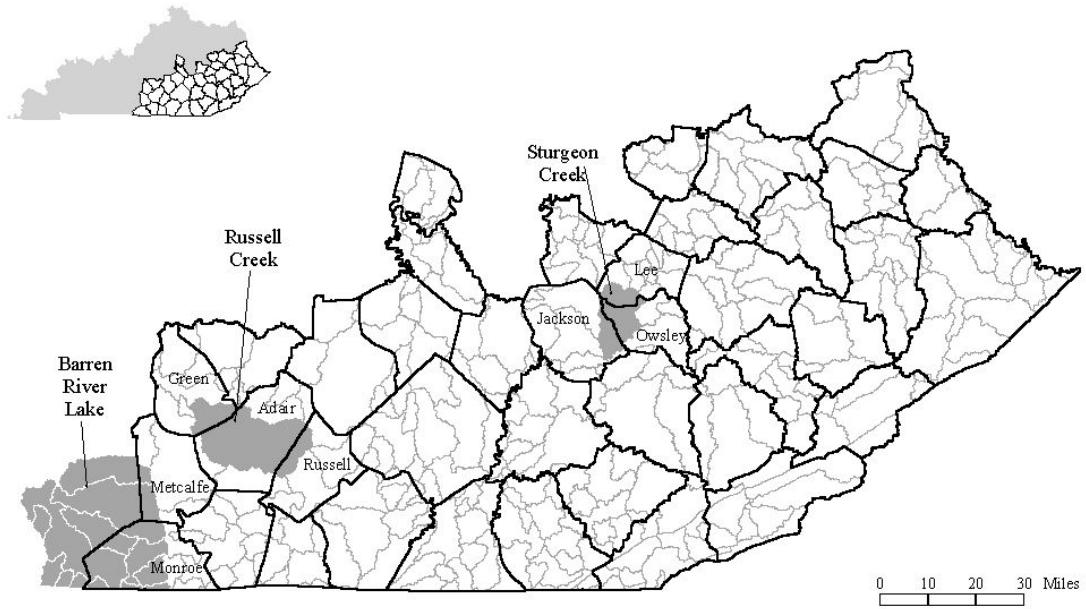 Sturgeon
Creek
Russell
Creek
Lee
Jackson
Owsley
Barren
River
Lake
Green
Adair
Russell
Metcalfe
Monroe
0 10 20 30 Miles